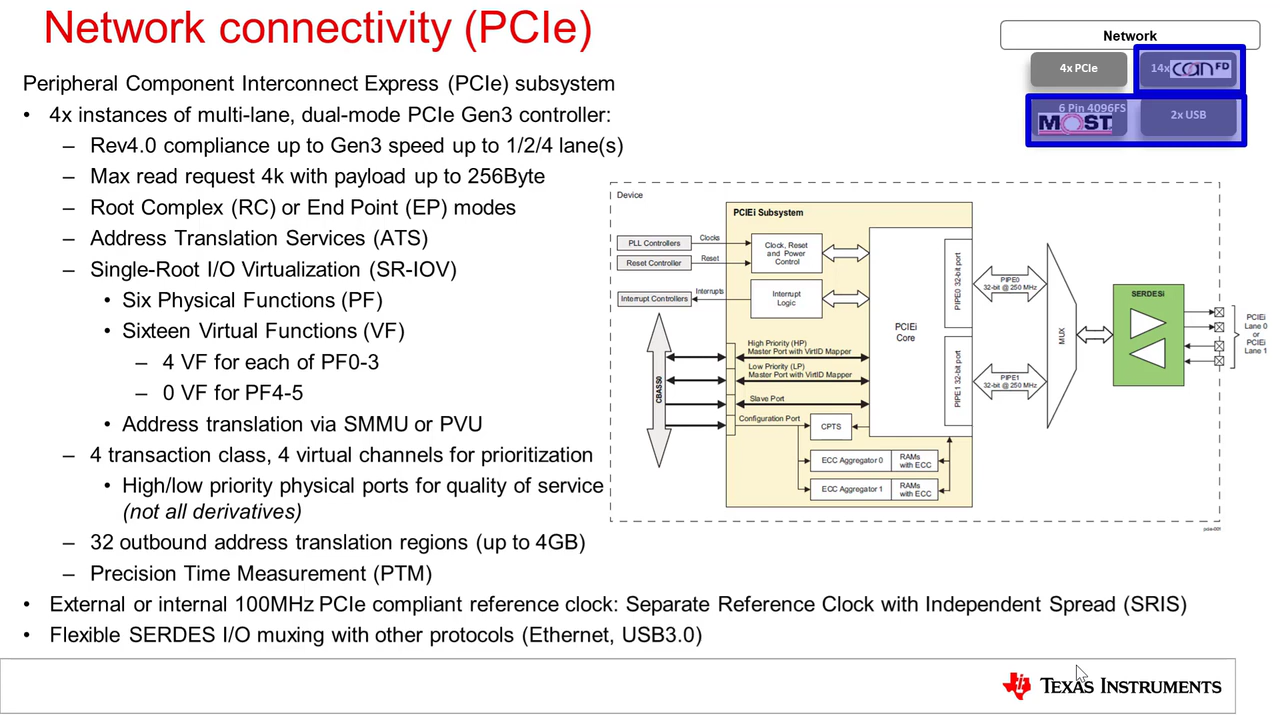 Network connectivity (PCIe)
Network
4x PCIe
14x CAN FD
6 Pin 4096FS
MOST
2x USB
Peripheral Component Interconnect Express (PCIe) subsystem
• 4x instances of multi-lane, dual-mode PCIe Gen3 controller:
– Rev4.0 compliance up to Gen3 speed up to 1/2/4 lane(s)
– Max read request 4k with payload up to 256Byte
– Root Complex (RC) or End Point (EP) modes
– Address Translation Services (ATS)
– Single-Root I/O Virtualization (SR-IOV)
• Six Physical Functions (PF)
• Sixteen Virtual Functions (VF)
– 4 VF for each of PF0-3
– 0 VF for PF4-5
• Address translation via SMMU or PVU
– 4 transaction class, 4 virtual channels for prioritization
• High/low priority physical ports for quality of service
(not all derivatives)
– 32 outbound address translation regions (up to 4GB)
– Precision Time Measurement (PTM)
• External or internal 100MHz PCIe compliant reference clock: Separate Reference Clock with Independent Spread (SRIS)
• Flexible SERDES I/O muxing with other protocols (Ethernet, USB3.0)
Device
PCIEi Subsystem
PLL Controllers
Clocks
Reset Controller
Reset
Clock, Reset
and Power
Control
Interrupt Controllers
Interrupts
Interrupt
Logic
CBASS0
High Priority (HP)
Master Port with VirtID Mapper
Low Priority (LP)
Master Port with VirtID Mapper
Slave Port
Configuration Port
CPTS
ECC Aggregator 0
RAMs
with ECC
ECC Aggregator 1
RAMs
with ECC
PCIEi
Core
PIPE0 32-bit port
PIPE1 32-bit port
PIPE0
32-bit @ 250 MHz
PIPE1
32-bit @ 250 MHz
MUX
SERDESi
PCIEi
Lane 0
or
PCIEi
Lane 1
pcie-001
TEXAS INSTRUMENTS